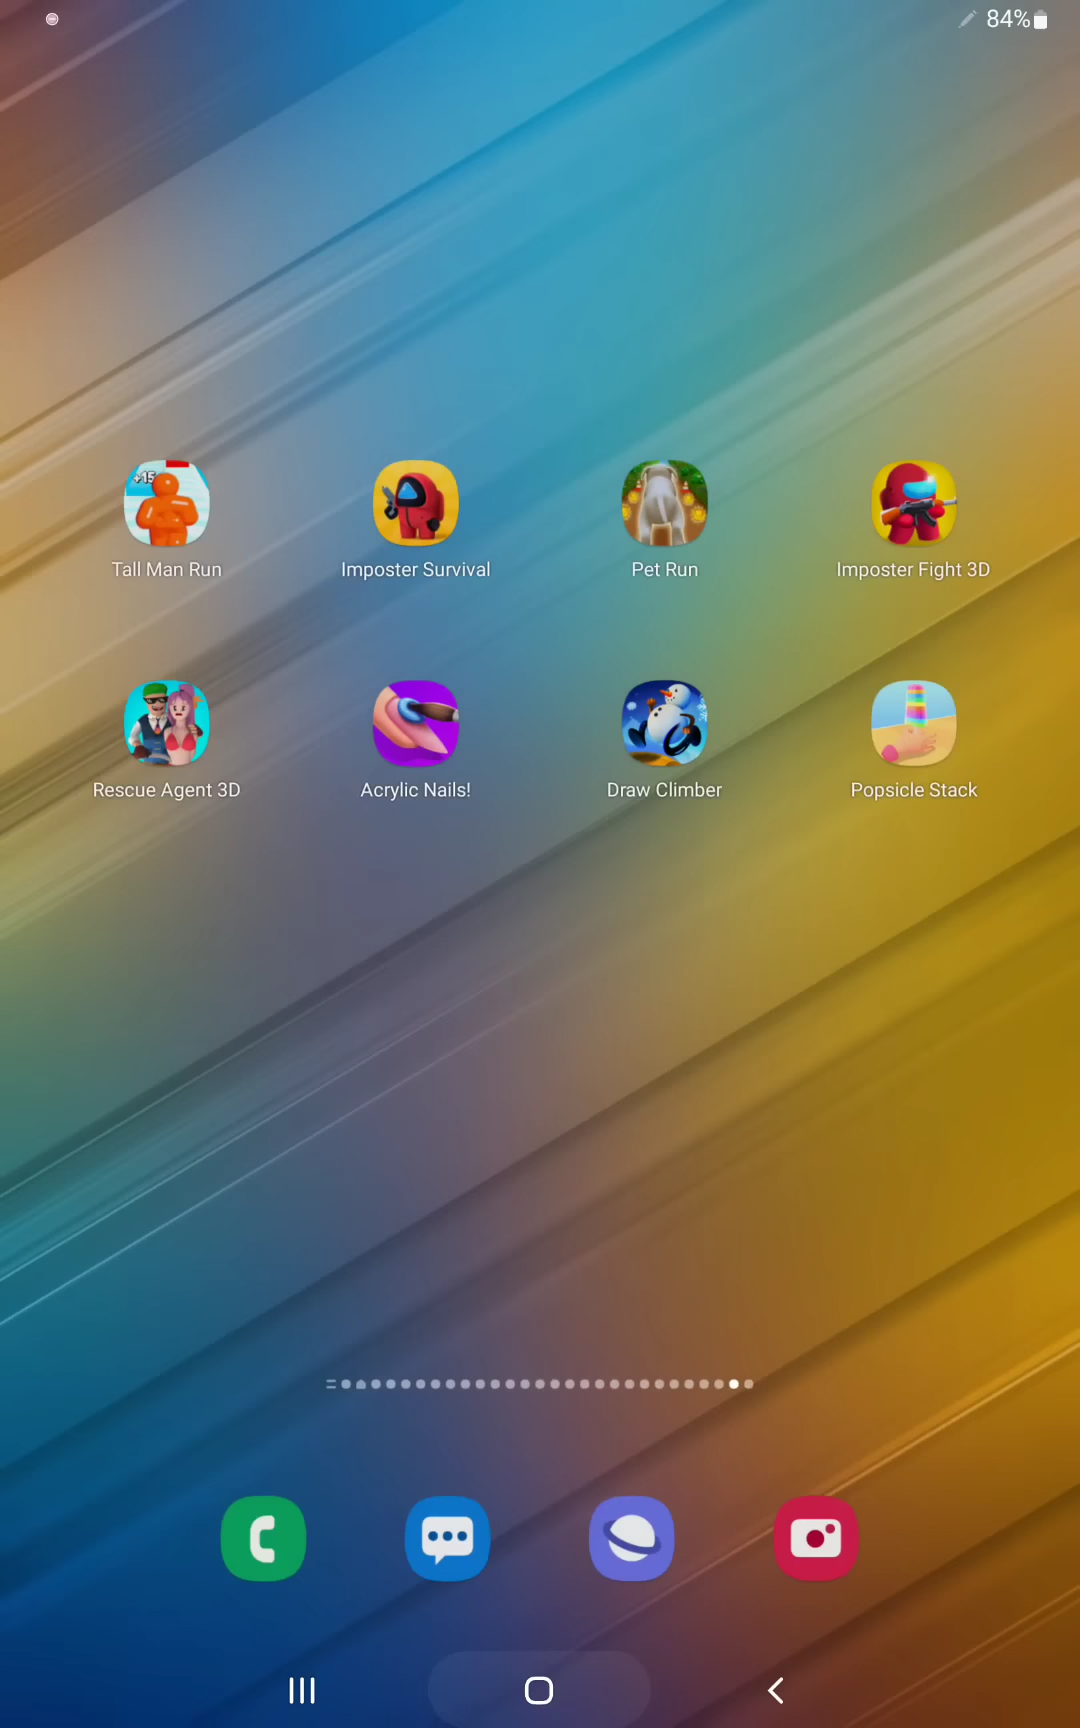 84%
+15
Tall Man Run
Imposter Survival
Pet Run
Imposter Fight 3D
Rescue Agent 3D
Acrylic Nails!
Draw Climber
Popsicle Stack